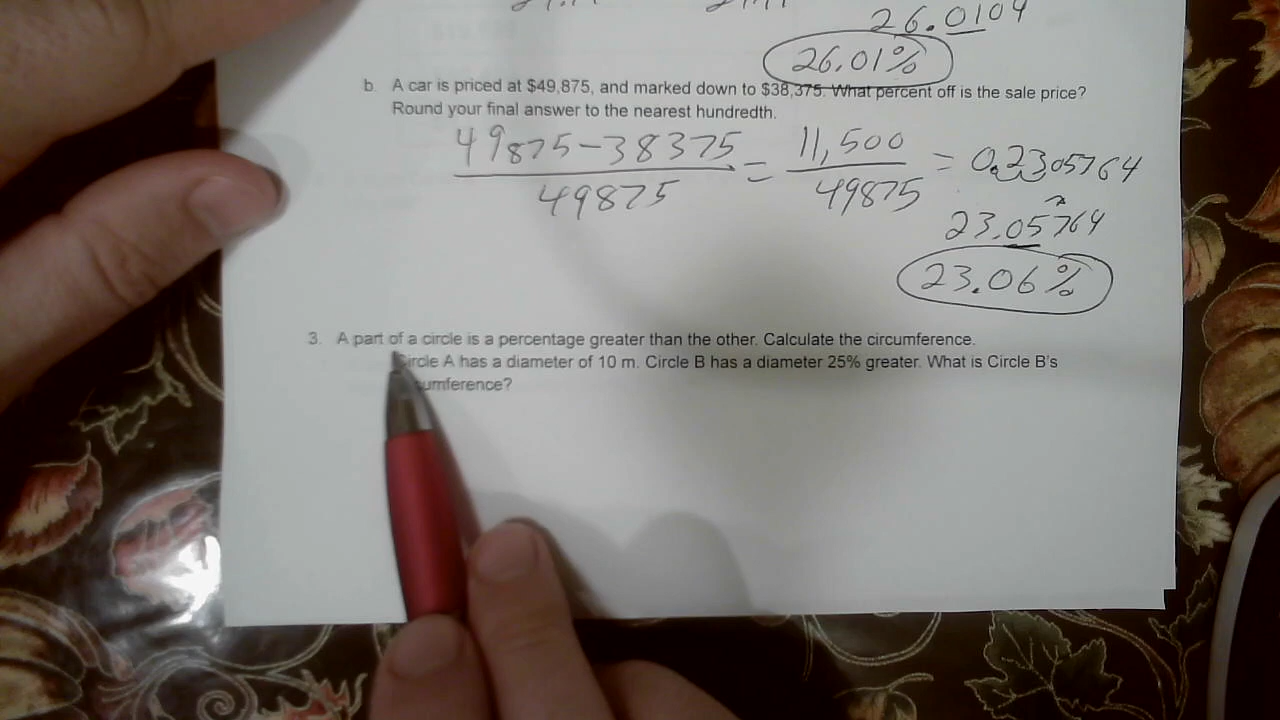 26.0104
26.01%
b. A car is priced at $49,875, and marked down to $38,375. What percent off is the sale price?
Round your final answer to the nearest hundredth.
49875-38375 = 11,500 = 0.2305764
49875 49875
23.05764
23.06%
3. A part of a circle is a percentage greater than the other. Calculate the circumference.
Circle A has a diameter of 10 m. Circle B has a diameter 25% greater. What is Circle B's
umference?